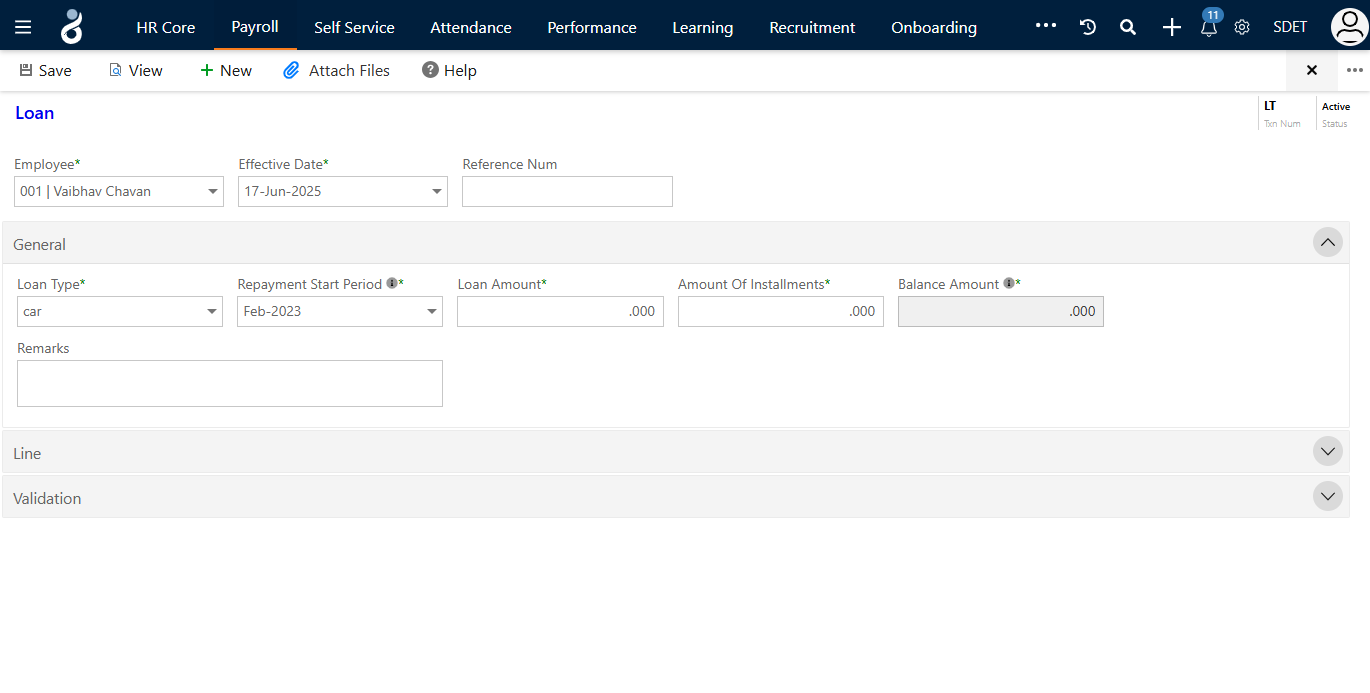 HR Core Payroll Self Service Attendance Performance Learning Recruitment Onboarding 11 SDET
Save View New Attach Files Help
Loan
LT Active
Txn Num Status
Employee* Effective Date* Reference Num
001 | Vaibhav Chavan 17-Jun-2025
General
Loan Type* Repayment Start Period * Loan Amount* Amount Of Installments* Balance Amount *
car Feb-2023 .000 .000 .000
Remarks
Line
Validation